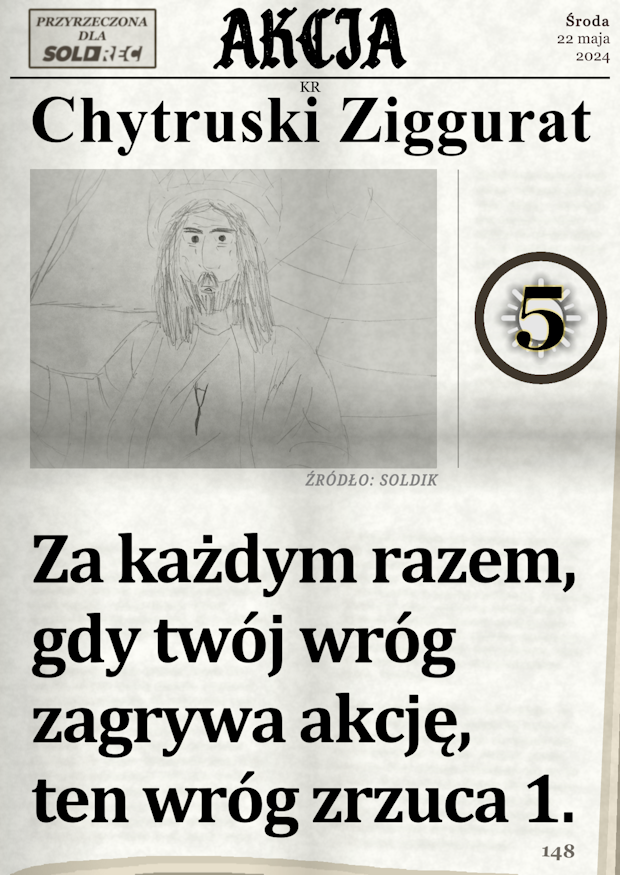 PRZYRZECZONA
DLA
SOLDREC
AKCJA
Środa
22 maja
2024
KR
Chytruski Ziggurat
5
ŹRÓDŁO: SOLDIK
Za każdym razem,
gdy twój wróg
zagrywa akcję,
ten wróg zrzuca 1.
148